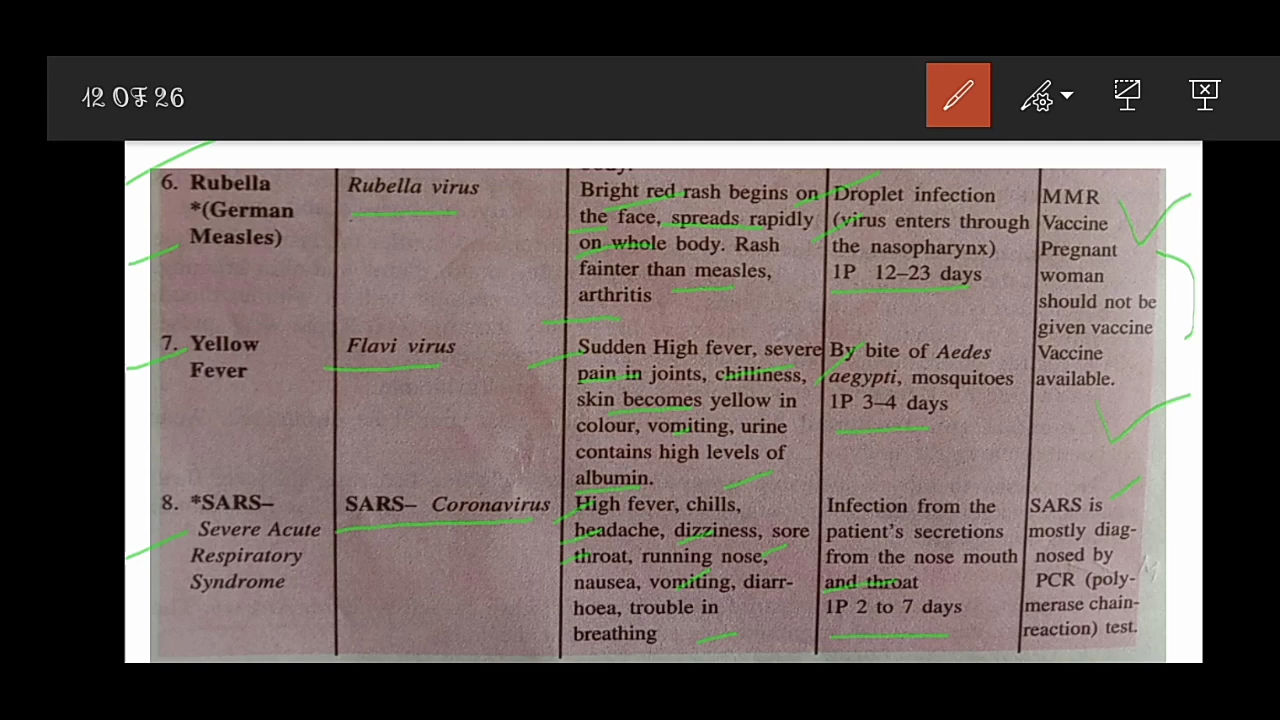 12 OF 26
6. Rubella
*(German
Measles)
Rubella virus
Bright red rash begins on
the face, spreads rapidly
on whole body. Rash
fainter than measles,
arthritis
Droplet infection
(virus enters through
the nasopharynx)
1P 12–23 days
MMR
Vaccine
Pregnant
woman
should not be
given vaccine
7. Yellow
Fever
Flavi virus
Sudden High fever, severe
pain in joints, chilliness,
skin becomes yellow in
colour, vomiting, urine
contains high levels of
albumin.
By bite of Aedes
aegypti, mosquitoes
1P 3–4 days
Vaccine
available.
8. *SARS–
Severe Acute
Respiratory
Syndrome
SARS– Coronavirus
High fever, chills,
headache, dizziness, sore
throat, running nose,
nausea, vomiting, diarr-
hoea, trouble in
breathing
Infection from the
patient's secretions
from the nose mouth
and throat
1P 2 to 7 days
SARS is
mostly diag-
nosed by
PCR (poly-
merase chain-
reaction) test.